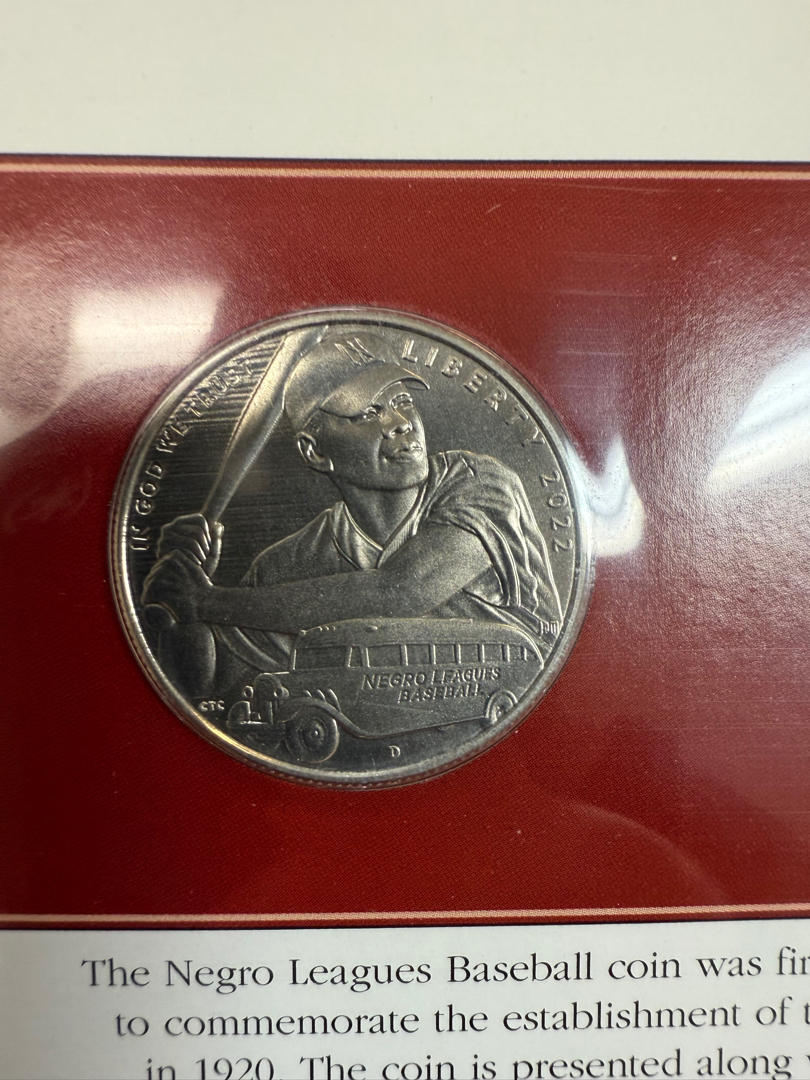 IN GOD WE TRUST
N
LIBERTY 2022
NEGRO LEAGUES
BASEBALL
CTC
D
The Negro Leagues Baseball coin was fir
to commemorate the establishment of t
in 1920. The coin is presented along